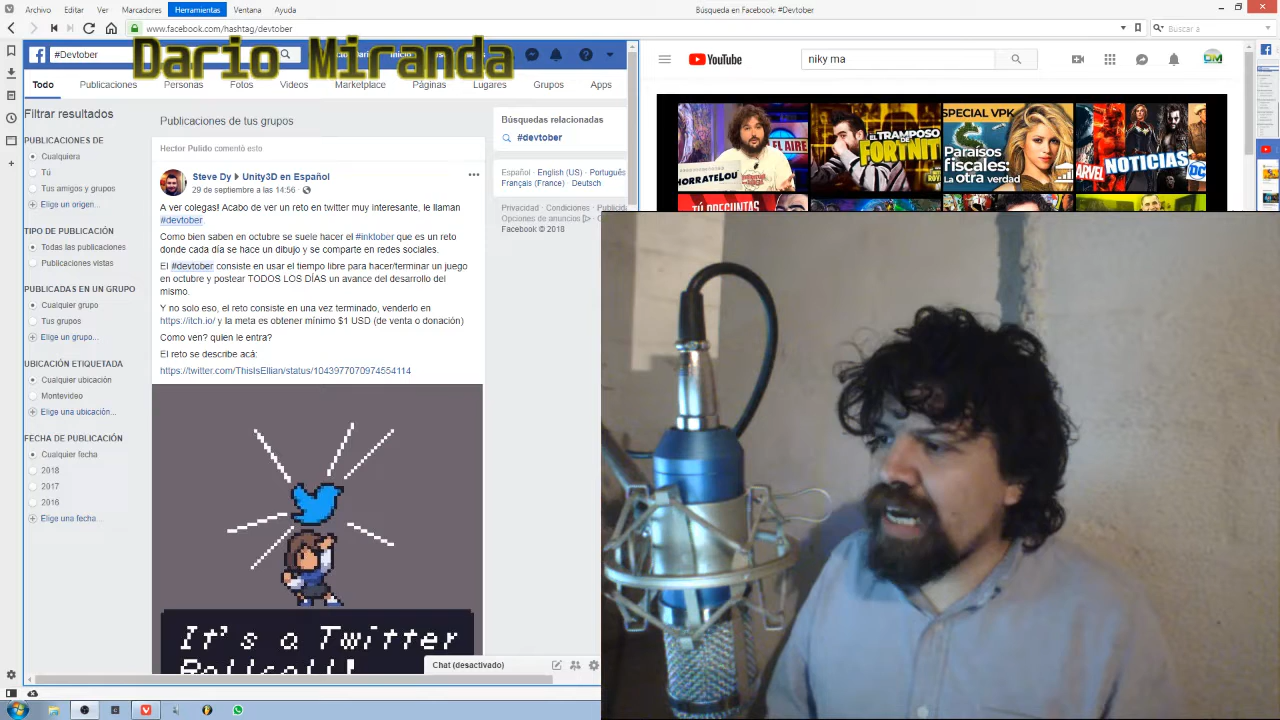 Archivo Editar Ver Marcadores Herramientas Ventana Ayuda
Búsqueda en Facebook: #Devtober
www.facebook.com/hashtag/devtober
Buscar a
#Devtober
Inicio
Dario Miranda
Todo Publicaciones Personas Fotos Videos Marketplace Páginas Lugares Grupos Apps
Filtrar resultados
PUBLICACIONES DE
Cualquiera
Tú
Tus amigos y grupos
Elige un origen...
TIPO DE PUBLICACIÓN
Todas las publicaciones
Publicaciones vistas
PUBLICADAS EN UN GRUPO
Cualquier grupo
Tus grupos
Elige un grupo...
UBICACIÓN ETIQUETADA
Cualquier ubicación
Montevideo
Elige una ubicación...
FECHA DE PUBLICACIÓN
Cualquier fecha
2018
2017
2016
Elige una fecha...
Publicaciones de tus grupos
Hector Pulido comentó esto
Steve Dy Unity3D en Español
29 de septiembre a las 14:56
A ver colegas! Acabo de ver un reto en twitter muy interesante, le llaman
#devtober.
Como bien saben en octubre se suele hacer el #inktober que es un reto
donde cada día se hace un dibujo y se comparte en redes sociales.
El #devtober consiste en usar el tiempo libre para hacer/terminar un juego
en octubre y postear TODOS LOS DÍAS un avance del desarrollo del
mismo.
Y no solo eso, el reto consiste en una vez terminado, venderlo en
https://itch.io/ y la meta es obtener mínimo $1 USD (de venta o donación)
Como ven? quien le entra?
El reto se describe acá:
https://twitter.com/ThisIsEllian/status/1043977070974554114
It's a Twitter
Chat (desactivado)
Búsquedas relacionadas
#devtober
Español · English (US) · Português
Français (France) · Deutsch
Privacidad · Condiciones · Publicida
Opciones de anuncios · C
Facebook © 2018
YouTube
niky ma
DM
EL AIRE
EL TRAMPOSO
DE FORTNIT
SPECIAL VPK
Paraísos
fiscales:
La otra verdad
NOTICIAS
DC
TÚ PREGUNTAS